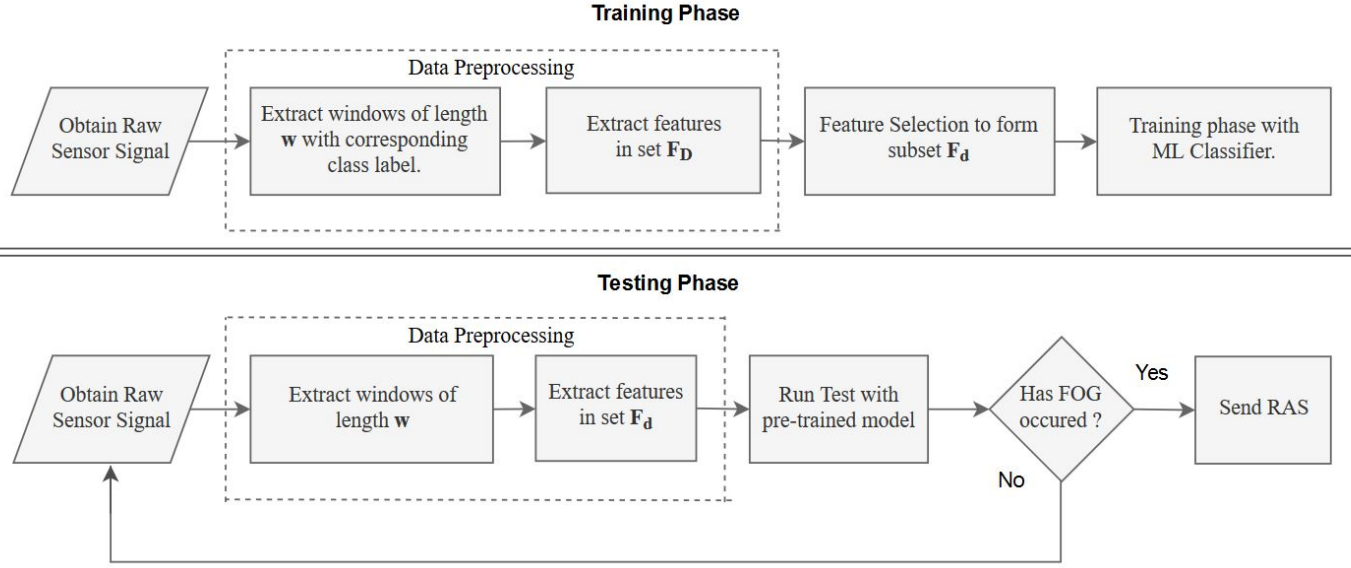 Training Phase
Data Preprocessing
Obtain Raw
Sensor Signal
Extract windows of length
w with corresponding
class label.
Extract features
in set F_D
Feature Selection to form
subset F_d
Training phase with
ML Classifier.
Testing Phase
Data Preprocessing
Obtain Raw
Sensor Signal
Extract windows of
length w
Extract features
in set F_d
Run Test with
pre-trained model
Has FOG
occured ?
Yes
Send RAS
No